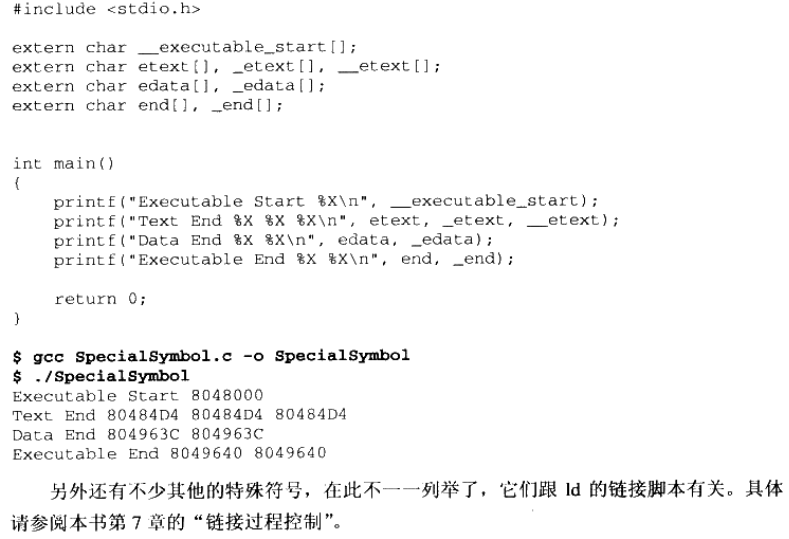 #include <stdio.h>
extern char __executable_start[];
extern char etext[], _etext[], __etext[];
extern char edata[], _edata[];
extern char end[], _end[];
int main()
{
printf("Executable Start %X\n", __executable_start);
printf("Text End %X %X %X\n", etext, _etext, __etext);
printf("Data End %X %X\n", edata, _edata);
printf("Executable End %X %X\n", end, _end);
return 0;
}
$ gcc SpecialSymbol.c -o SpecialSymbol
$ ./SpecialSymbol
Executable Start 8048000
Text End 80484D4 80484D4 80484D4
Data End 804963C 804963C
Executable End 8049640 8049640
另外还有不少其他的特殊符号，在此不一一列举了，它们跟 ld 的链接脚本有关。具体
请参阅本书第 7 章的“链接过程控制”。